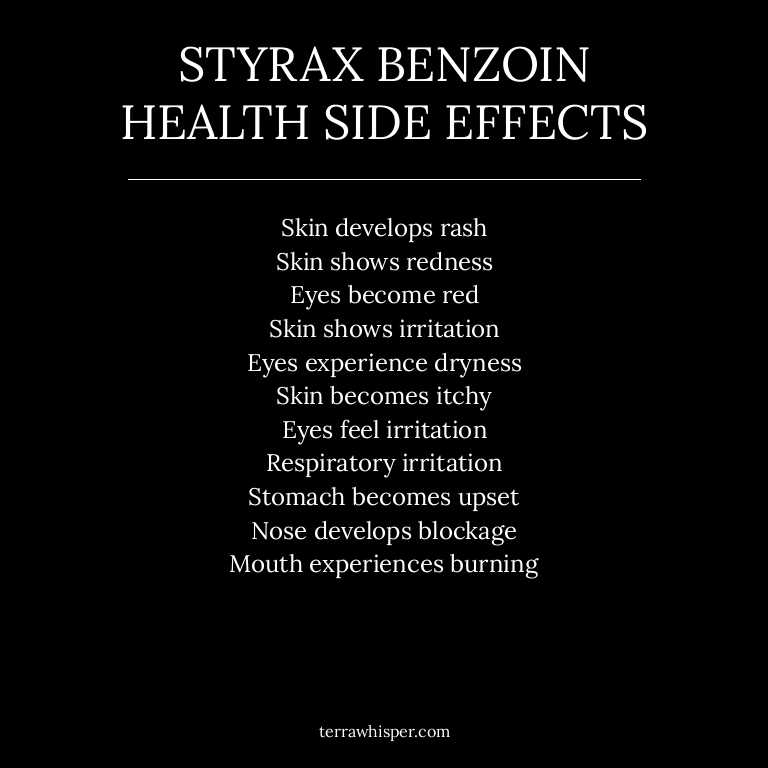 STYRAX BENZOIN
HEALTH SIDE EFFECTS
Skin develops rash
Skin shows redness
Eyes become red
Skin shows irritation
Eyes experience dryness
Skin becomes itchy
Eyes feel irritation
Respiratory irritation
Stomach becomes upset
Nose develops blockage
Mouth experiences burning
terrawhisper.com